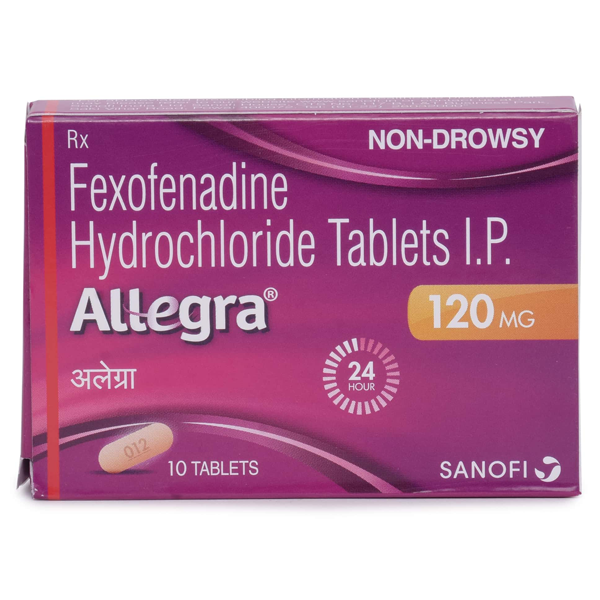 Rx
NON-DROWSY
Fexofenadine
Hydrochloride Tablets I.P.
Allegra®
120 MG
अलेग्रा
24
HOUR
012
10 TABLETS
SANOFI